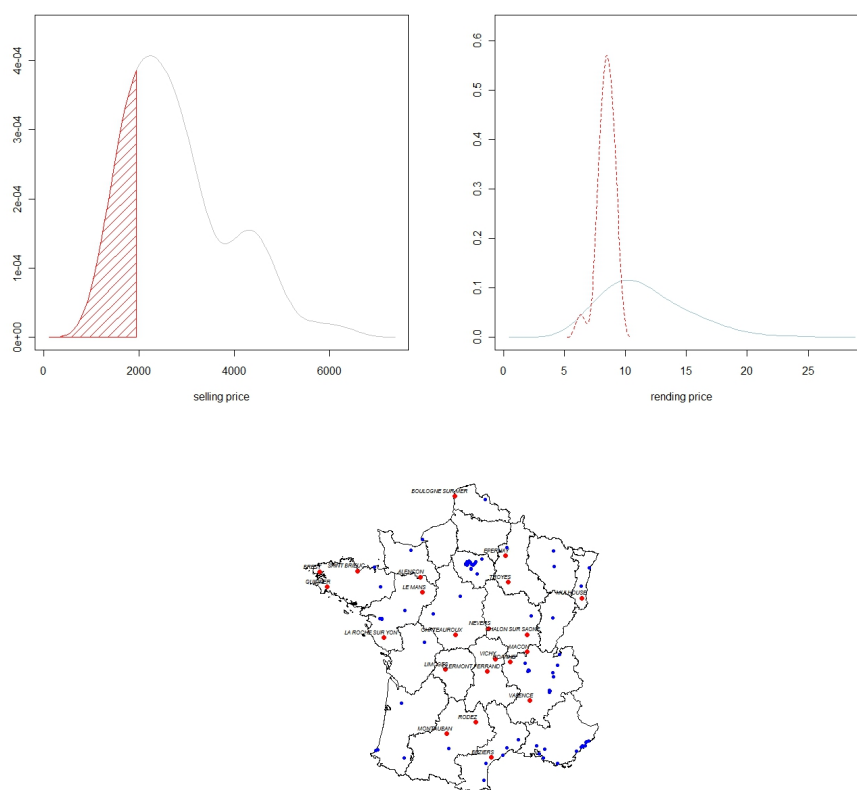 4e-04
3e-04
2e-04
1e-04
0e+00
0 2000 4000 6000
selling price
0.6
0.5
0.4
0.3
0.2
0.1
0.0
0 5 10 15 20 25
rending price
BOULOGNE SUR MER
EPERNAY
BREST
SAINT BRIEUC
ALENCON
TROYES
QUIMPER
LE MANS
MULHOUSE
NEVERS
LA ROCHE SUR YON
CHATEAUROUX
CHALON SUR SAONE
MACON
VICHY
LIMOGES
CLERMONT FERRAND
VALENCE
RODEZ
MONTAUBAN
BEZIERS